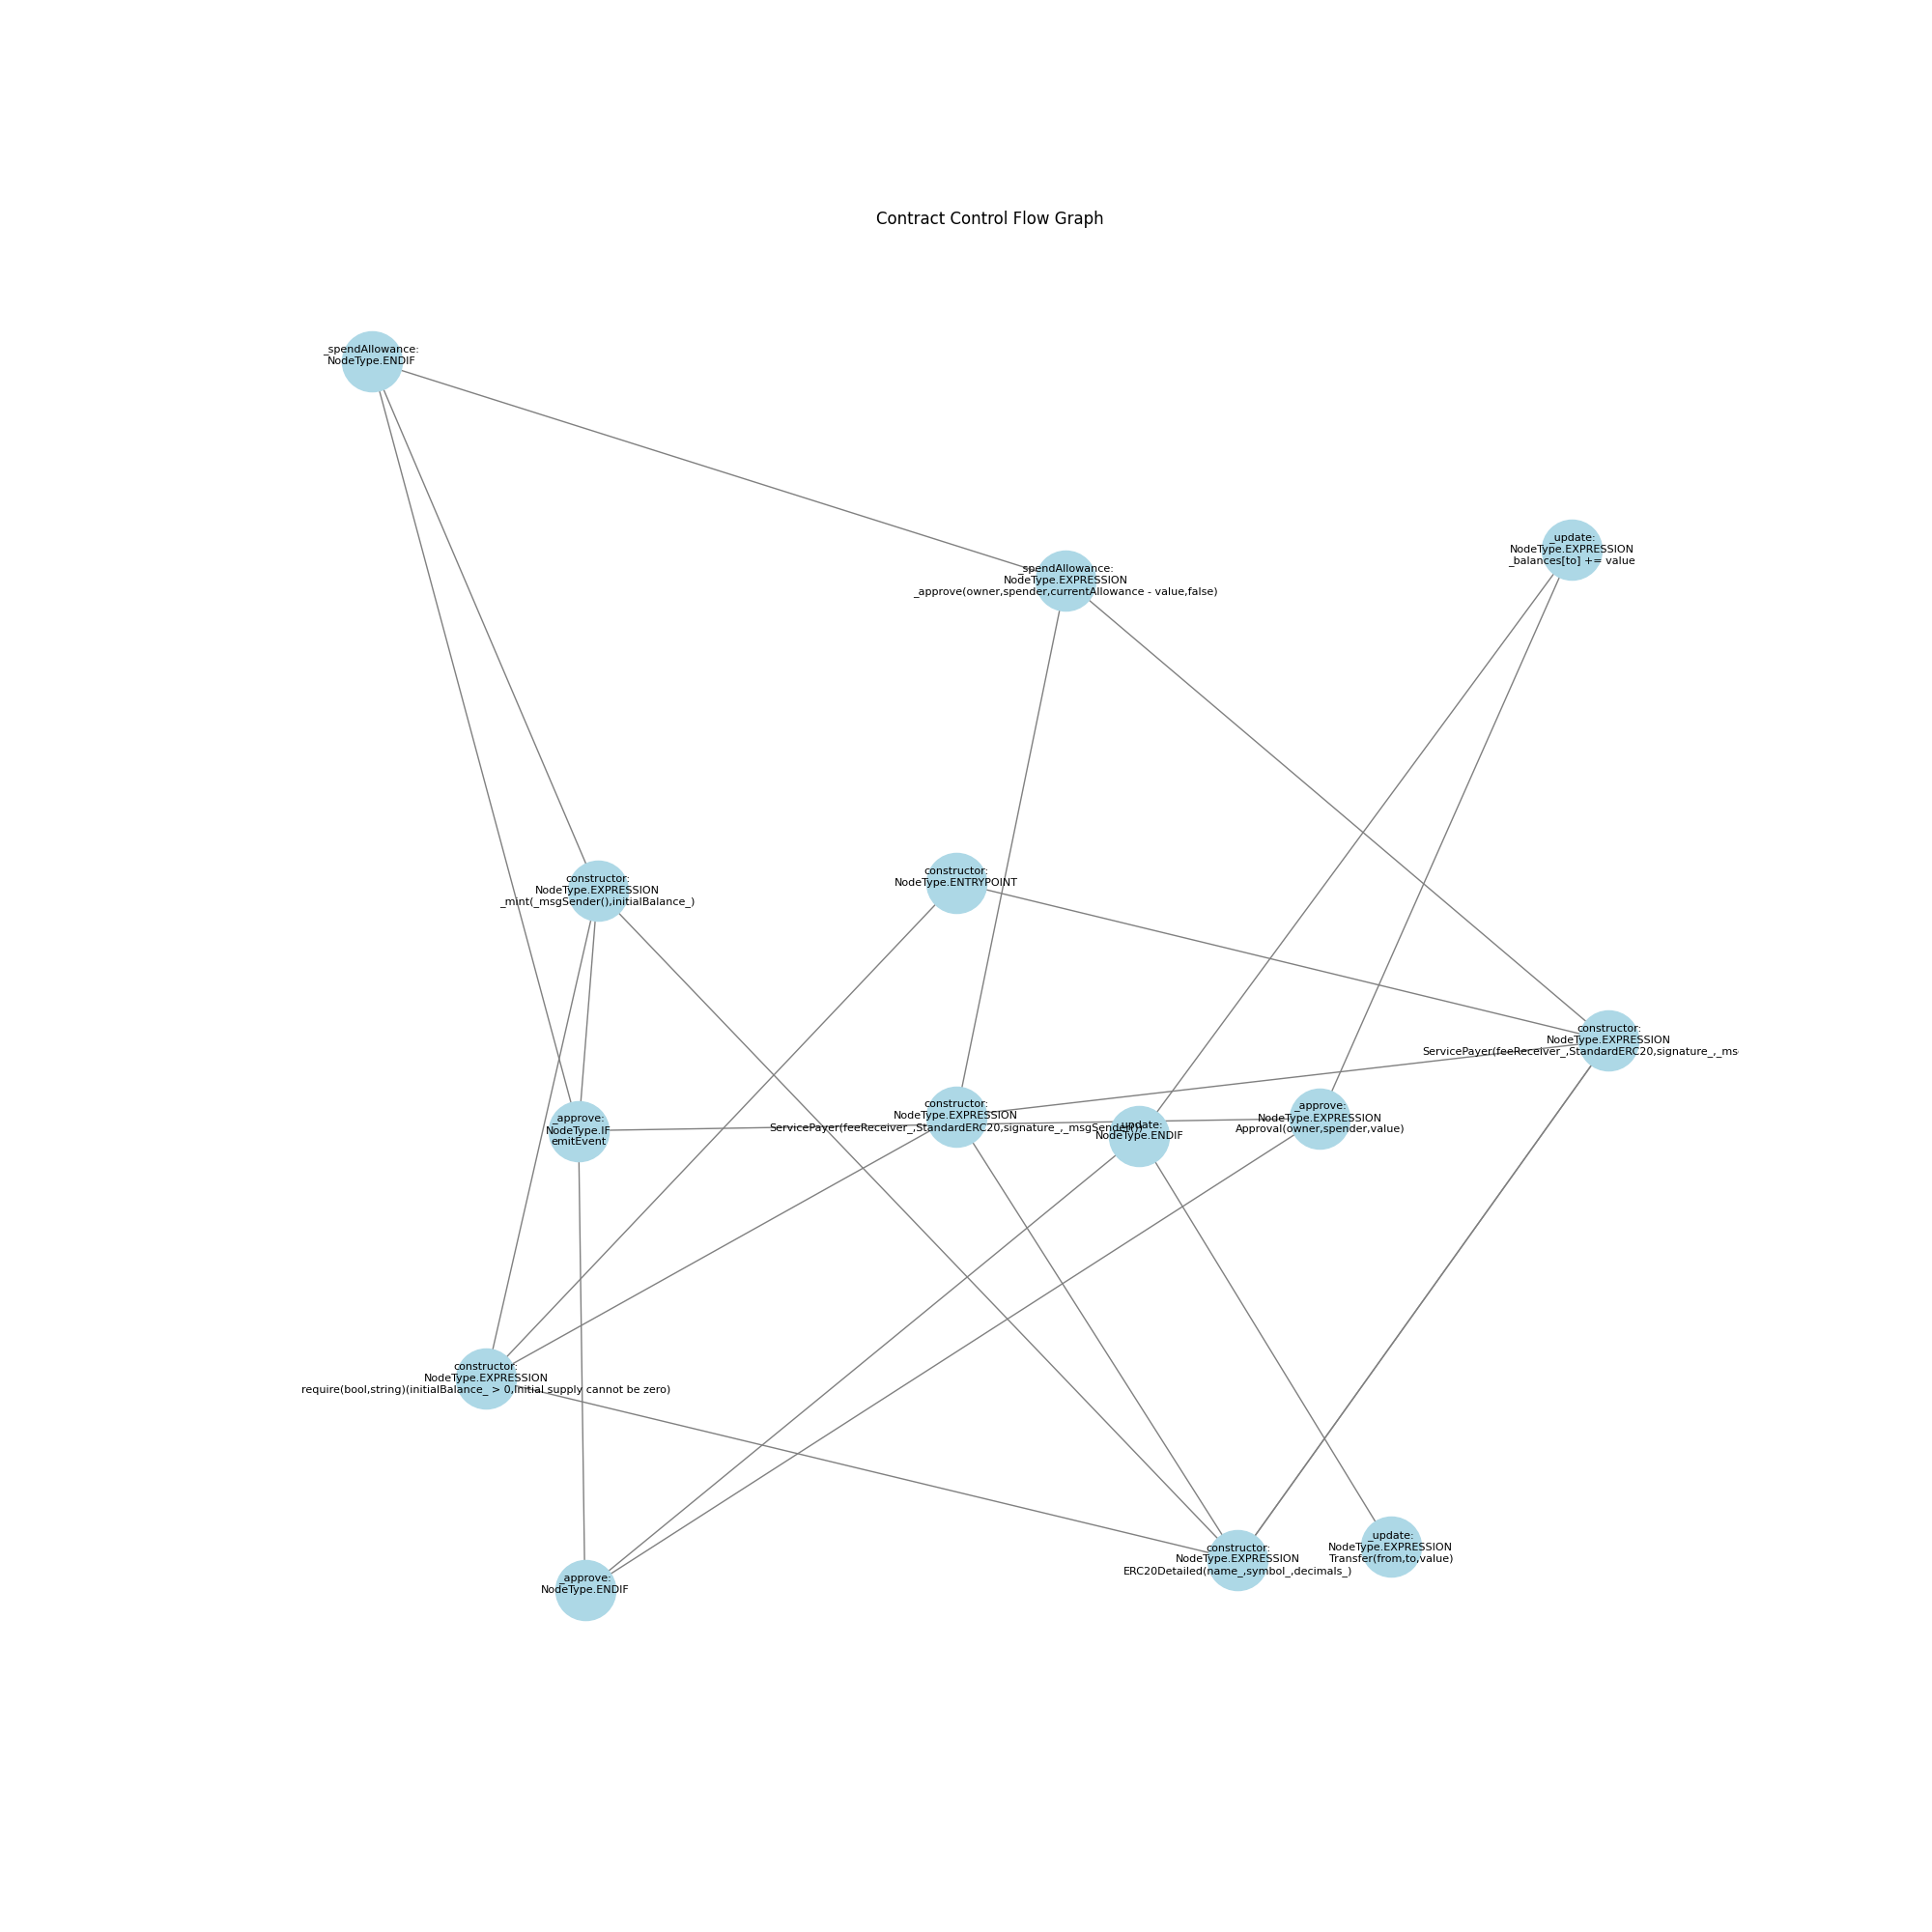 Contract Control Flow Graph
_spendAllowance:
NodeType.ENDIF
_update:
NodeType.EXPRESSION
_balances[to] += value
_spendAllowance:
NodeType.EXPRESSION
_approve(owner,spender,currentAllowance - value,false)
constructor:
NodeType.EXPRESSION
_mint(_msgSender(),initialBalance_)
constructor:
NodeType.ENTRYPOINT
constructor:
NodeType.EXPRESSION
ServicePayer(feeReceiver_,StandardERC20,signature_,_ms
_approve:
NodeType.IF
emitEvent
constructor:
NodeType.EXPRESSION
ServicePayer(feeReceiver_,StandardERC20,signature_,_msgSender())
_update:
NodeType.ENDIF
_approve:
NodeType.EXPRESSION
Approval(owner,spender,value)
constructor:
NodeType.EXPRESSION
require(bool,string)(initialBalance_ > 0,Initial supply cannot be zero)
_approve:
NodeType.ENDIF
constructor:
NodeType.EXPRESSION
ERC20Detailed(name_,symbol_,decimals_)
_update:
NodeType.EXPRESSION
Transfer(from,to,value)